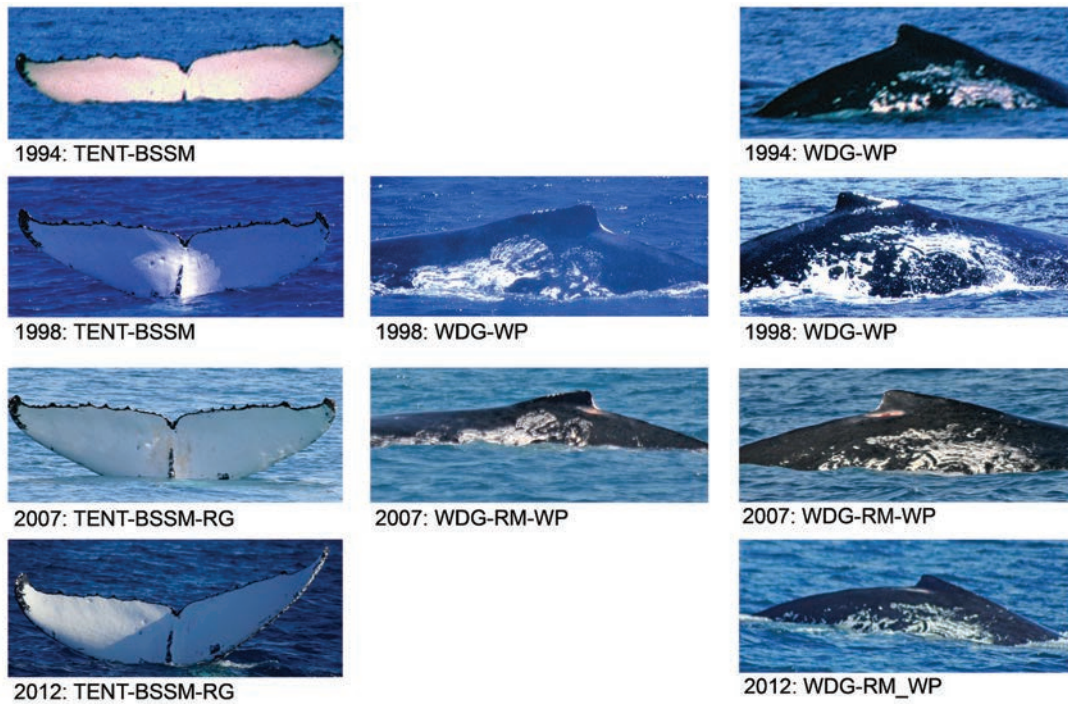 1994: TENT-BSSM
1994: WDG-WP
1998: TENT-BSSM
1998: WDG-WP
1998: WDG-WP
2007: TENT-BSSM-RG
2007: WDG-RM-WP
2007: WDG-RM-WP
2012: TENT-BSSM-RG
2012: WDG-RM_WP